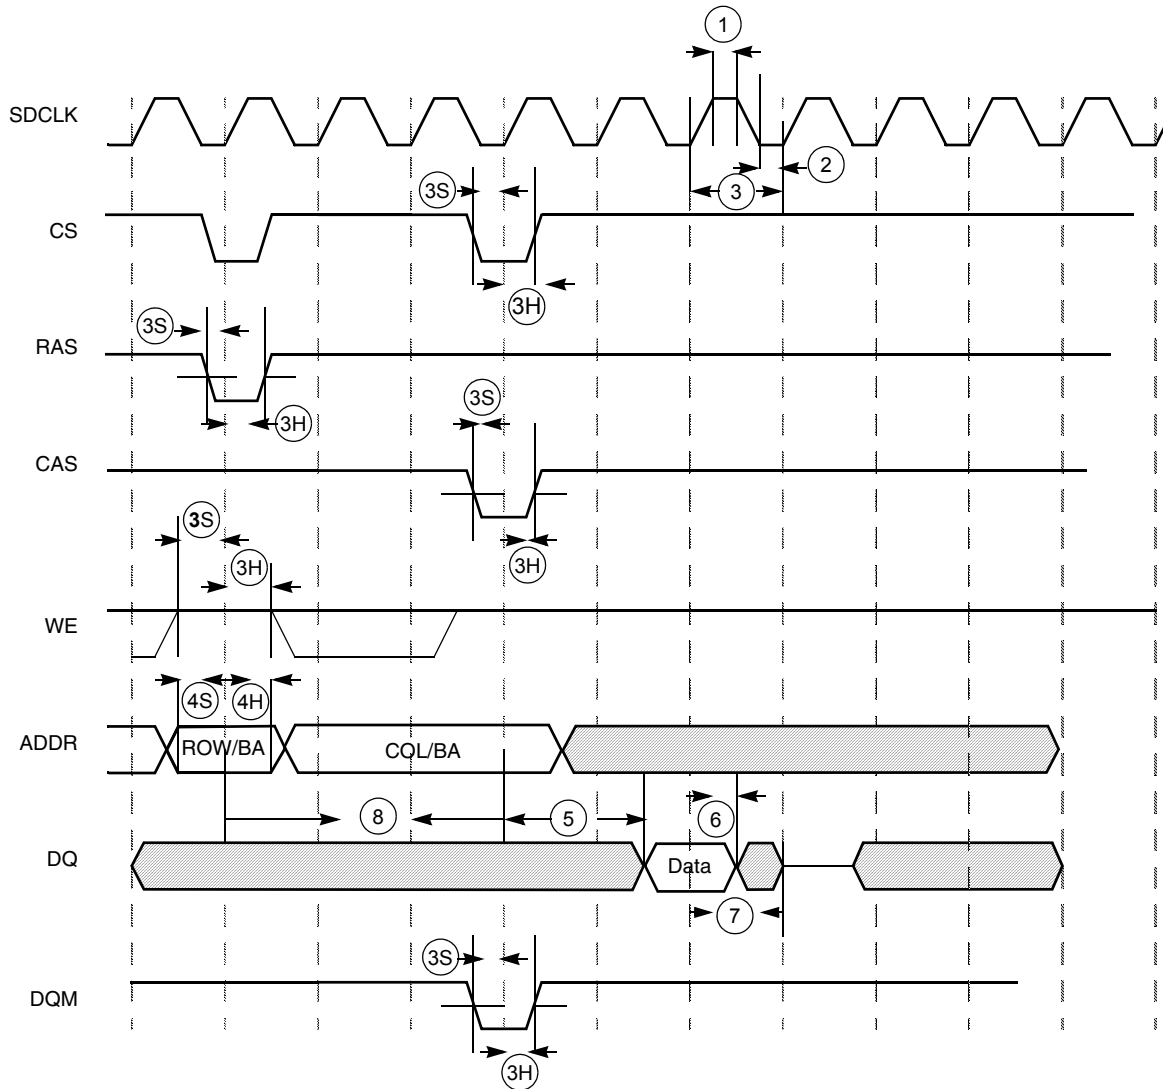 1
SDCLK
2
3S
3
CS
3H
3S
RAS
3S
3H
CAS
3S
3H
3H
WE
4S
4H
ADDR
ROW/BA
COL/BA
8
5
6
DQ
Data
7
3S
DQM
3H